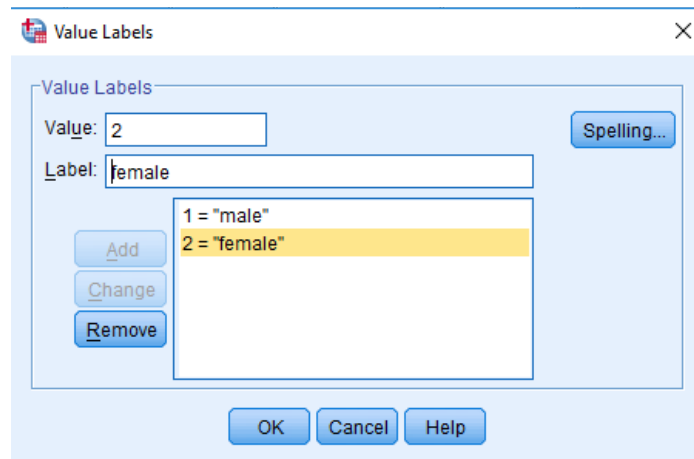 Value Labels
Value Labels
Value: 2
Spelling...
Label: female
1 = "male"
2 = "female"
Add
Change
Remove
OK Cancel Help